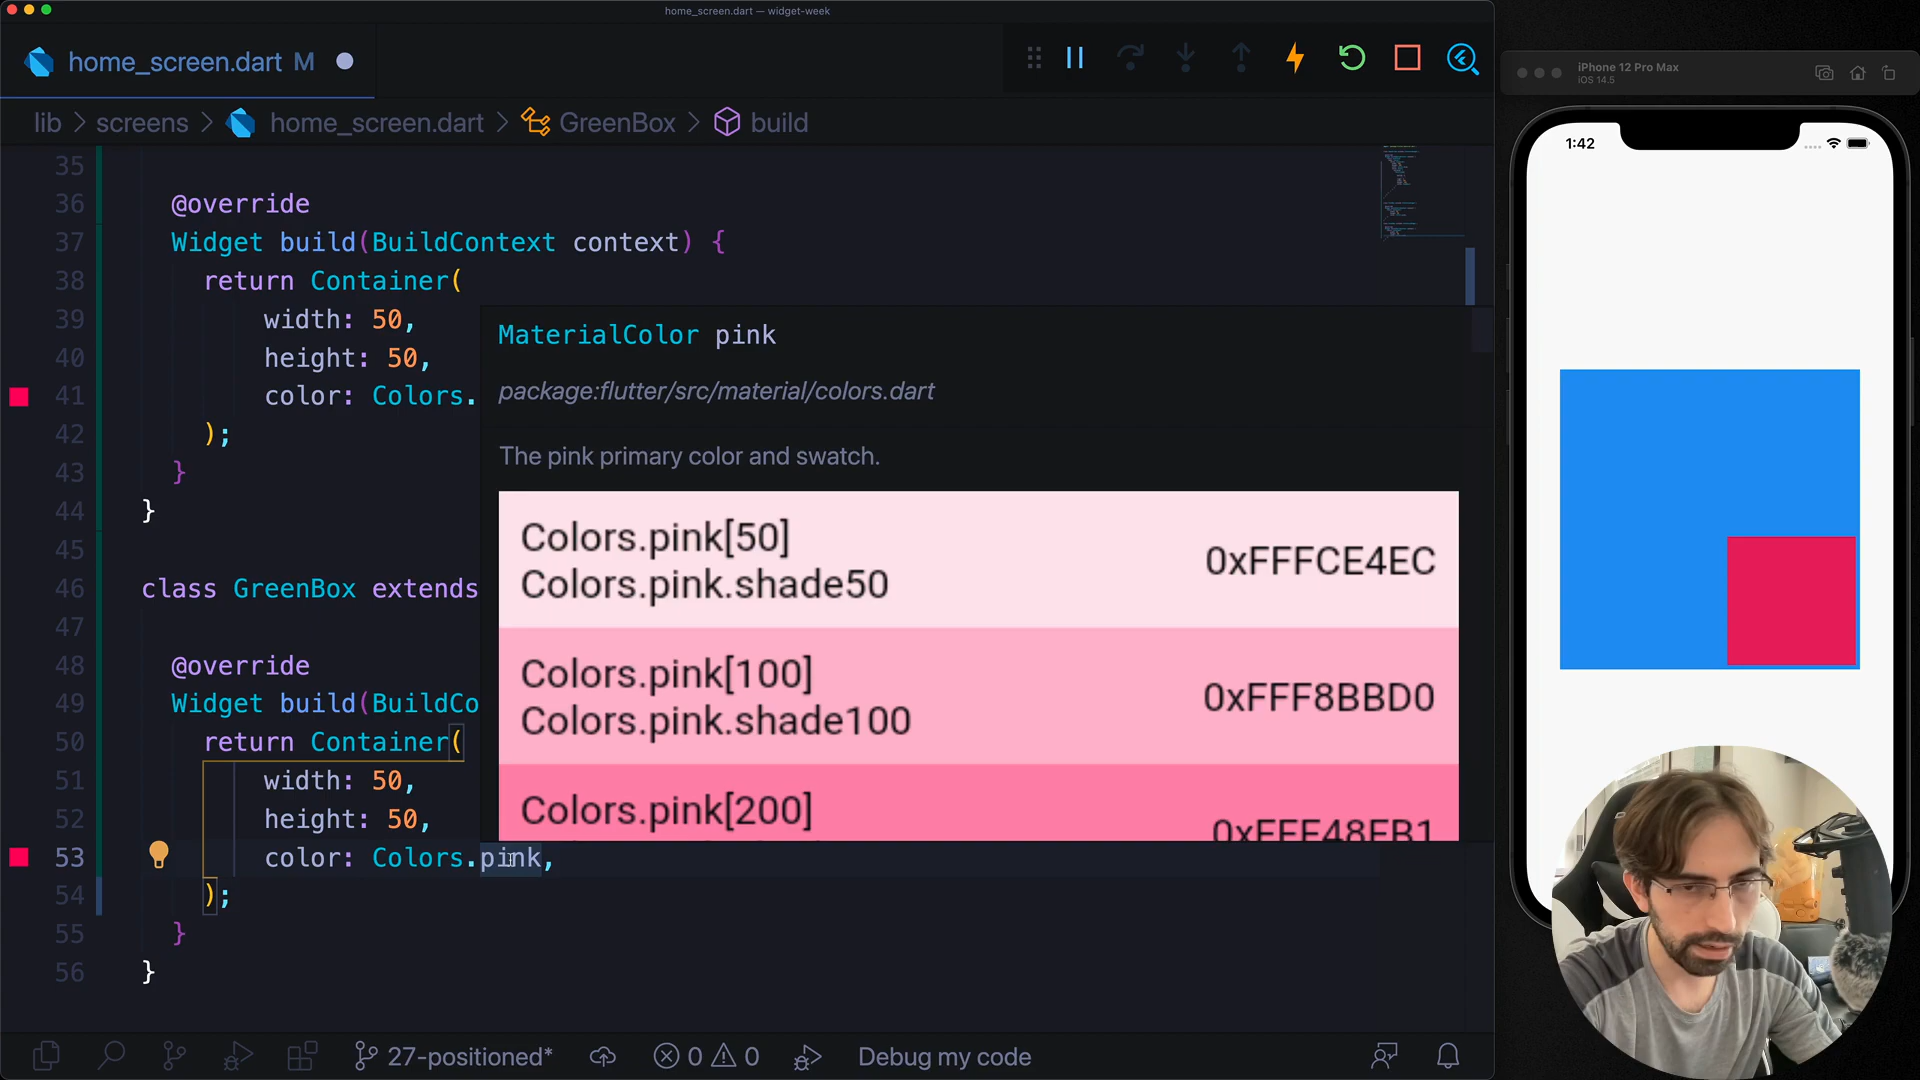 home_screen.dart — widget-week
home_screen.dart M
lib > screens > home_screen.dart > GreenBox > build
35
36 @override
37 Widget build(BuildContext context) {
38 return Container(
39 width: 50,
40 height: 50,
41 color: Colors.
42 );
43 }
44 }
45
46 class GreenBox extends
47
48 @override
49 Widget build(BuildCo
50 return Container(
51 width: 50,
52 height: 50,
53 color: Colors.pink,
54 );
55 }
56 }
MaterialColor pink
package:flutter/src/material/colors.dart
The pink primary color and swatch.
Colors.pink[50]
Colors.pink.shade50
0xFFFCE4EC
Colors.pink[100]
Colors.pink.shade100
0xFFF8BBD0
Colors.pink[200]
0xFFF48FB1
27-positioned* 0 0 Debug my code
iPhone 12 Pro Max
iOS 14.5
1:42